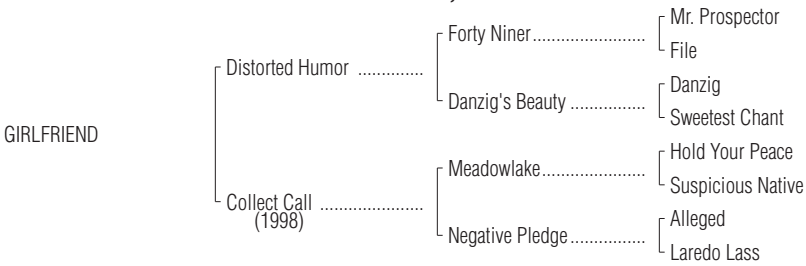 GIRLFRIEND
Distorted Humor ..............
Collect Call ......................
(1998)
Forty Niner........................
Danzig's Beauty ................
Meadowlake......................
Negative Pledge................
Mr. Prospector
File
Danzig
Sweetest Chant
Hold Your Peace
Suspicious Native
Alleged
Laredo Lass